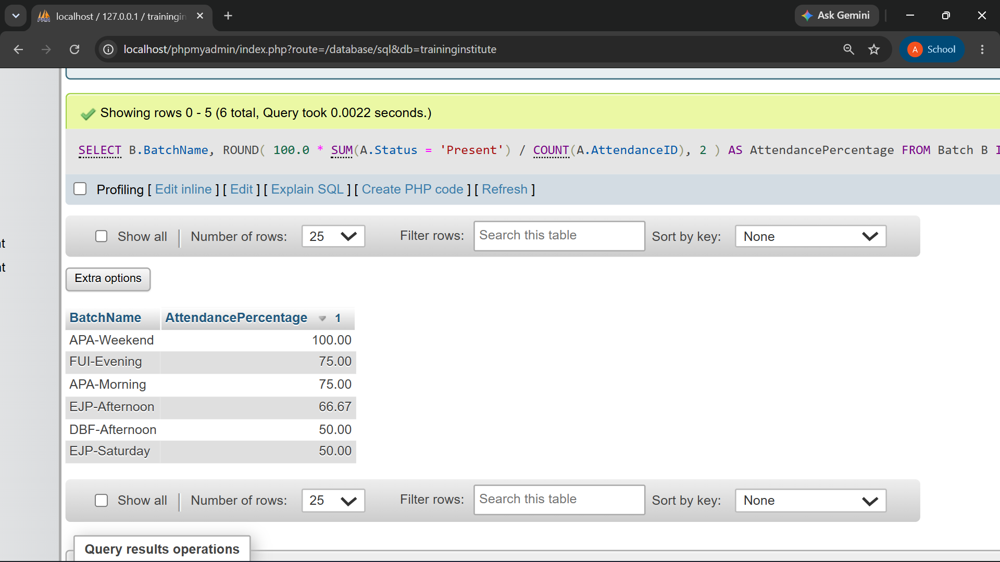 localhost / 127.0.0.1 / trainingin
Ask Gemini
localhost/phpmyadmin/index.php?route=/database/sql&db=traininginstitute
A School
Showing rows 0 - 5 (6 total, Query took 0.0022 seconds.)
SELECT B.BatchName, ROUND( 100.0 * SUM(A.Status = 'Present') / COUNT(A.AttendanceID), 2 ) AS AttendancePercentage FROM Batch B
Profiling [ Edit inline ] [ Edit ] [ Explain SQL ] [ Create PHP code ] [ Refresh ]
Show all Number of rows: 25 Filter rows: Search this table Sort by key: None
nt
nt
Extra options
BatchName AttendancePercentage 1
APA-Weekend 100.00
FUI-Evening 75.00
APA-Morning 75.00
EJP-Afternoon 66.67
DBF-Afternoon 50.00
EJP-Saturday 50.00
Show all Number of rows: 25 Filter rows: Search this table Sort by key: None
Query results operations